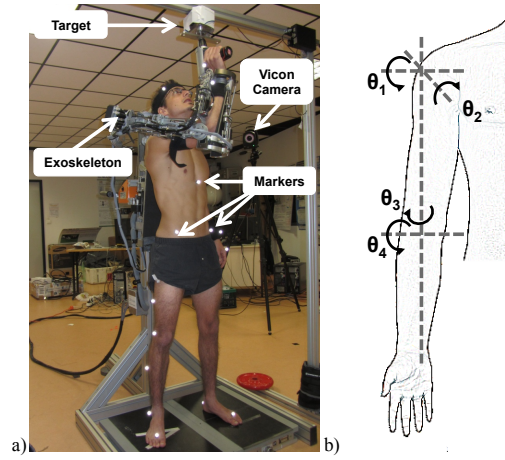 Target
Vicon
Camera
Exoskeleton
Markers
a)
θ1
θ2
θ3
θ4
b)